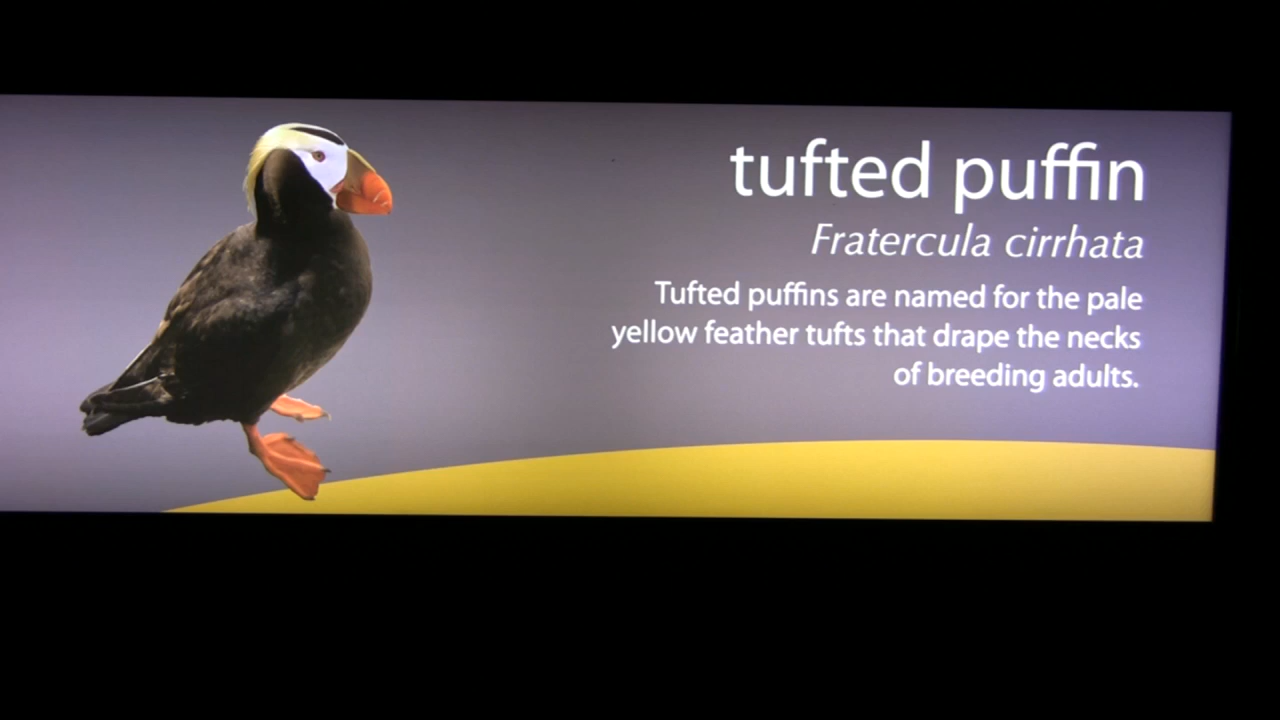 tufted puffin
Fratercula cirrhata
Tufted puffins are named for the pale
yellow feather tufts that drape the necks
of breeding adults.